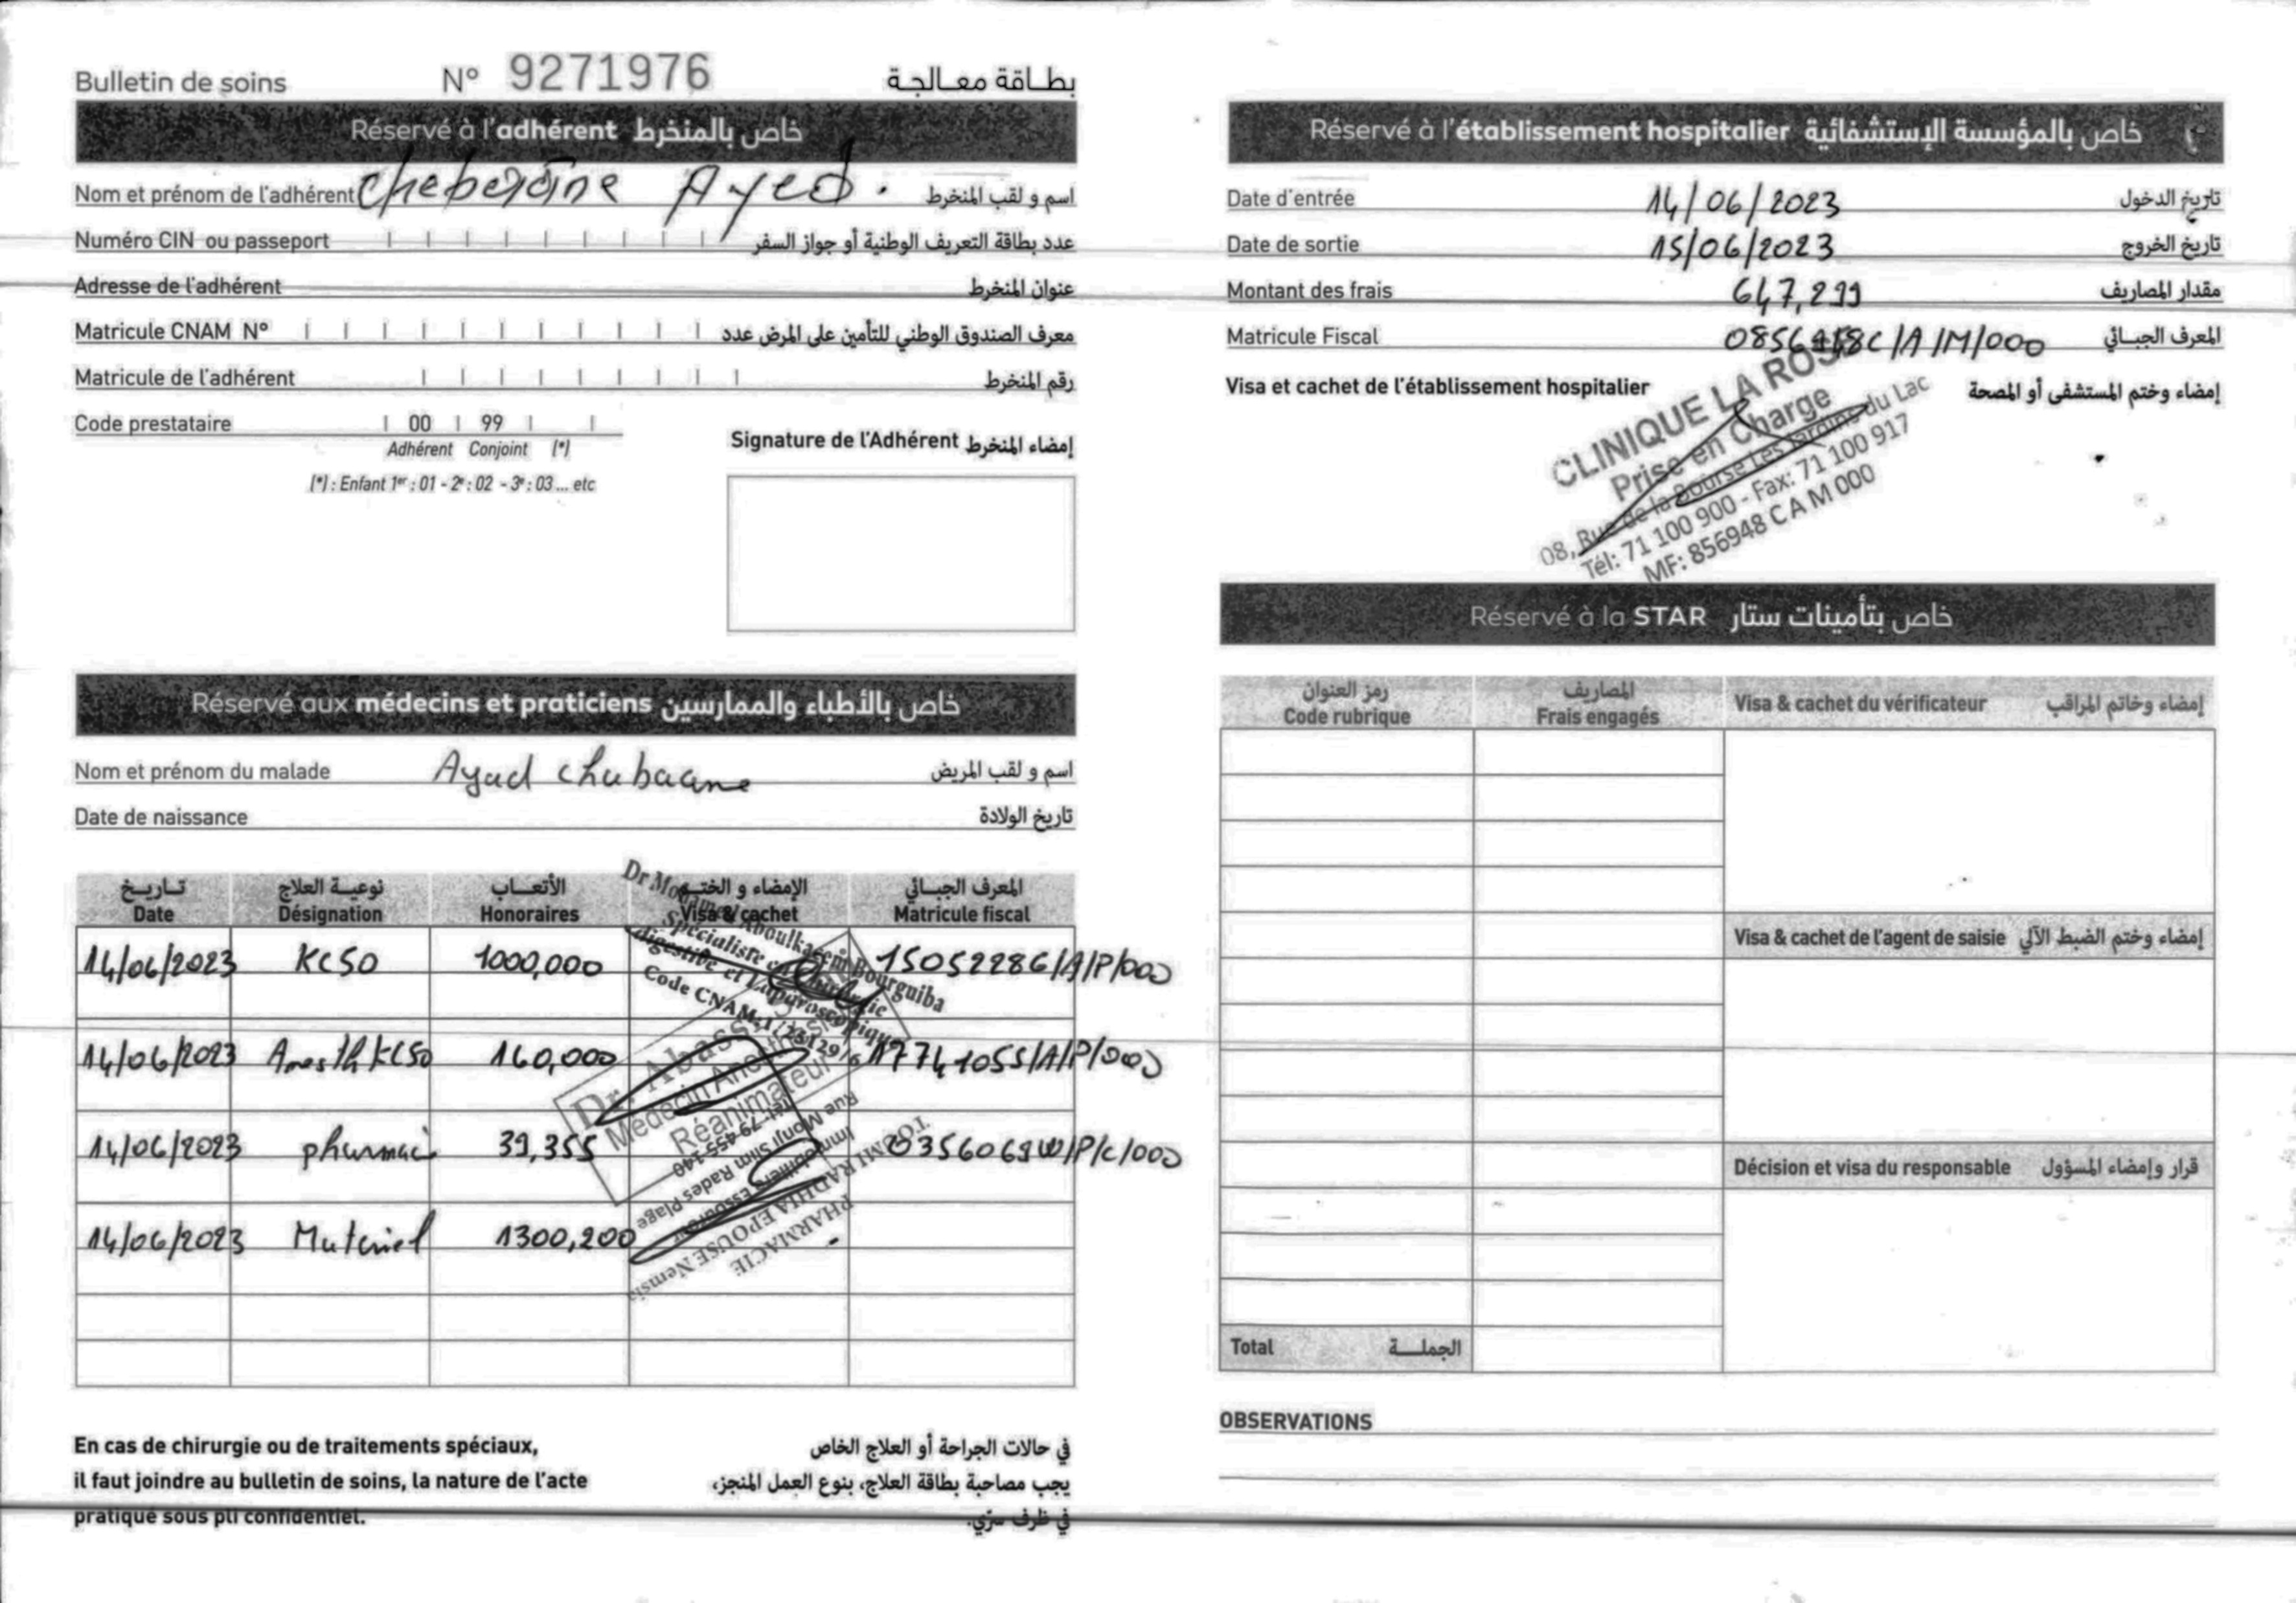 Bulletin de soins N° 9271976 بطاقة معالجة
Réservé à l'adhérent خاص بالمنخرط
Nom et prénom de l'adhérent Ayed. اسم و لقب المنخرط
Numéro CIN ou passeport عدد بطاقة التعريف الوطنية أو جواز السفر
Adresse de l'adhérent عنوان المنخرط
Matricule CNAM N° معرف الصندوق الوطني للتأمين على المرض عدد
Matricule de l'adhérent رقم المنخرط
Code prestataire 00 99
Adhérent Conjoint (*)
(*) : Enfant 1er : 01 - 2e : 02 - 3e : 03 ... etc
Signature de l'Adhérent إمضاء المنخرط
Réservé aux médecins et praticiens خاص بالأطباء والممارسين
Nom et prénom du malade اسم و لقب المريض
Date de naissance تاريخ الولادة
تاريخ نوعية العلاج الأتعاب الإمضاء و الختم المعرف الجبائي
Date Désignation Honoraires Visa & cachet Matricule fiscal
14/06/2023 KC50 1000,000 1505228G/A/P/000
14/06/2023 Anesth KC50 160,000 1774105S/A/P/000
14/06/2023 pharmaci 39,355 0356069W/P/C/000
14/06/2023 Materiel 1300,200
Dr Mohamed Aboulkacem Bourguiba
Spécialiste en Chirurgie
digestive et Laparoscopique
Code CNAM:
Dr. Abass
Médecin Anesthésiste
Réanimateur
PHARMACIE
TOUMI RADHIA EPOUSE Nemsia
Rue Monji Slim Rades Plage
Tél: 79 455 140
En cas de chirurgie ou de traitements spéciaux,
il faut joindre au bulletin de soins, la nature de l'acte
pratiqué sous pli confidentiel.
في حالات الجراحة أو العلاج الخاص
يجب مصاحبة بطاقة العلاج، بنوع العمل المنجز،
في ظرف سرّي.
Réservé à l'établissement hospitalier خاص بالمؤسسة الإستشفائية
Date d'entrée 14/06/2023 تاريخ الدخول
Date de sortie 15/06/2023 تاريخ الخروج
Montant des frais 647,299 مقدار المصاريف
Matricule Fiscal 0856948C/A/M/000 المعرف الجبائي
Visa et cachet de l'établissement hospitalier إمضاء وختم المستشفى أو المصحة
CLINIQUE LA ROSE
Prise en Charge
08, Rue de la Bourse Les Jardins du Lac
Tél: 71 100 900 - Fax: 71 100 917
MF: 856948 C A M 000
Réservé à la STAR خاص بتأمينات ستار
رمز العنوان المصاريف
Code rubrique Frais engagés Visa & cachet du vérificateur إمضاء وخاتم المراقب
Visa & cachet de l'agent de saisie إمضاء وختم الضبط الآلي
Décision et visa du responsable قرار وإمضاء المسؤول
Total الجملة
OBSERVATIONS